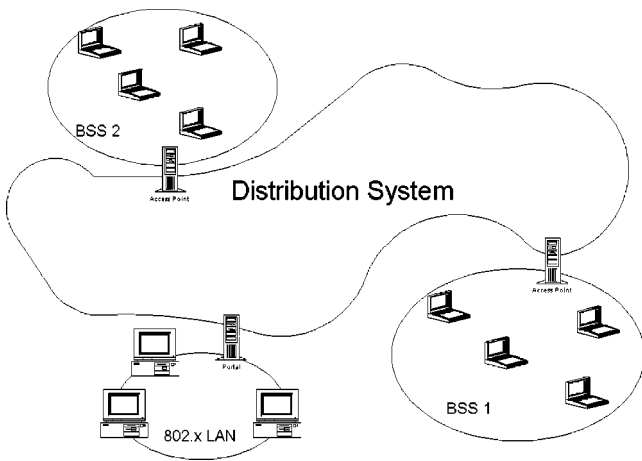 BSS 2
Access Point
Distribution System
Access Point
Portal
BSS 1
802.x LAN